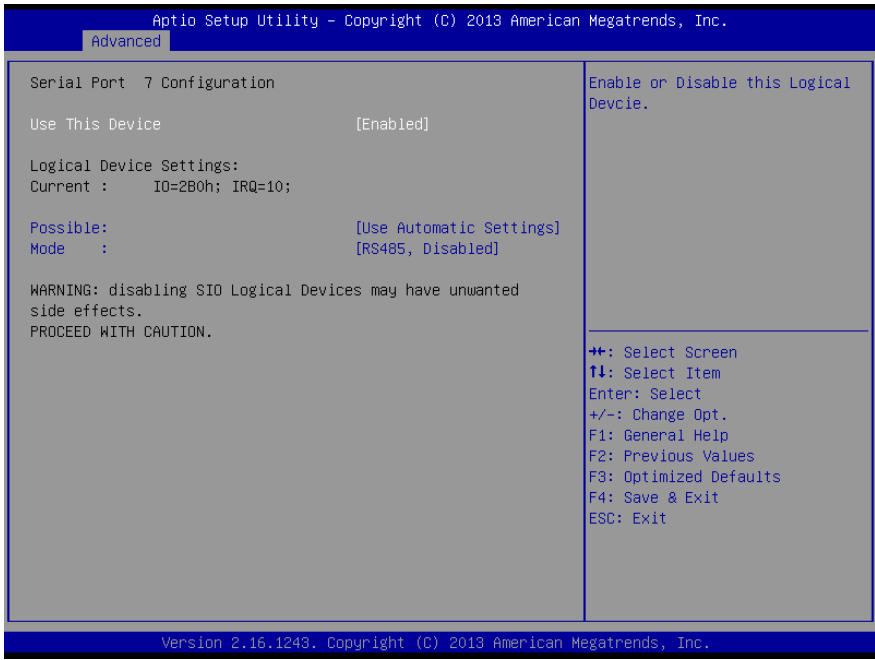 Aptio Setup Utility – Copyright (C) 2013 American Megatrends, Inc.
Advanced
Serial Port 7 Configuration
Use This Device [Enabled]
Logical Device Settings:
Current : IO=2B0h; IRQ=10;
Possible: [Use Automatic Settings]
Mode : [RS485, Disabled]
WARNING: disabling SIO Logical Devices may have unwanted
side effects.
PROCEED WITH CAUTION.
Enable or Disable this Logical
Devcie.
→←: Select Screen
↑↓: Select Item
Enter: Select
+/-: Change Opt.
F1: General Help
F2: Previous Values
F3: Optimized Defaults
F4: Save & Exit
ESC: Exit
Version 2.16.1243. Copyright (C) 2013 American Megatrends, Inc.